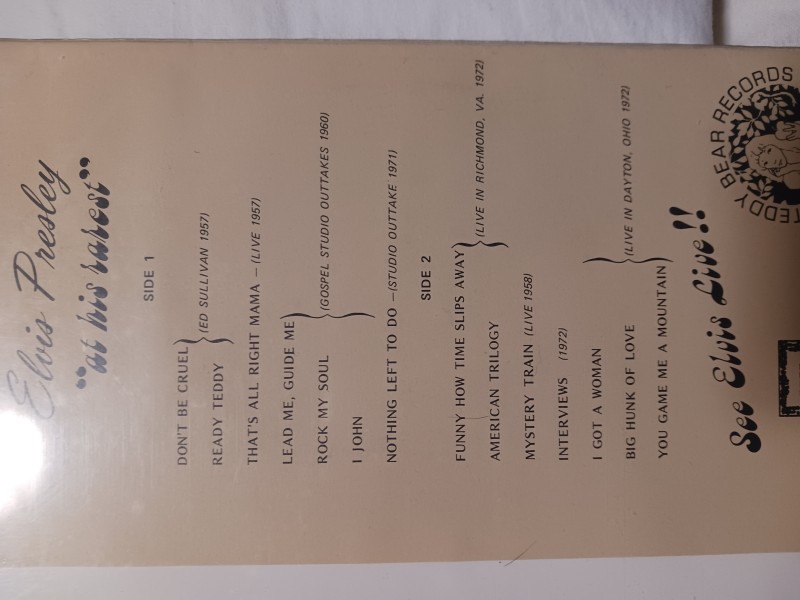 Elvis Presley
"at his rarest"
SIDE 1
DON'T BE CRUEL
READY TEDDY
(ED SULLIVAN 1957)
THAT'S ALL RIGHT MAMA — (LIVE 1957)
LEAD ME, GUIDE ME
ROCK MY SOUL
I JOHN
(GOSPEL STUDIO OUTTAKES 1960)
NOTHING LEFT TO DO — (STUDIO OUTTAKE 1971)
SIDE 2
FUNNY HOW TIME SLIPS AWAY
AMERICAN TRILOGY
(LIVE IN RICHMOND, VA. 1972)
MYSTERY TRAIN (LIVE 1958)
INTERVIEWS (1972)
I GOT A WOMAN
BIG HUNK OF LOVE
YOU GAME ME A MOUNTAIN
(LIVE IN DAYTON, OHIO 1972)
See Elvis Live!!
TEDDY BEAR RECORDS